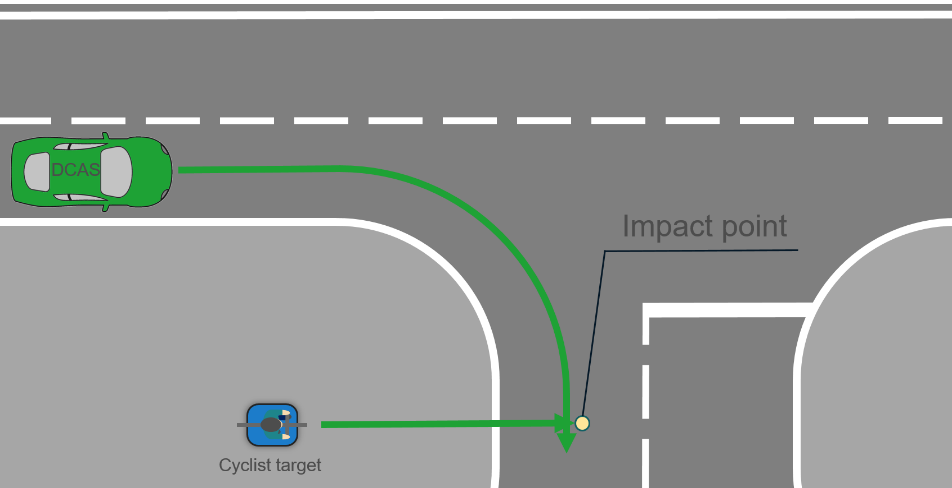 DCAS
Impact point
Cyclist target